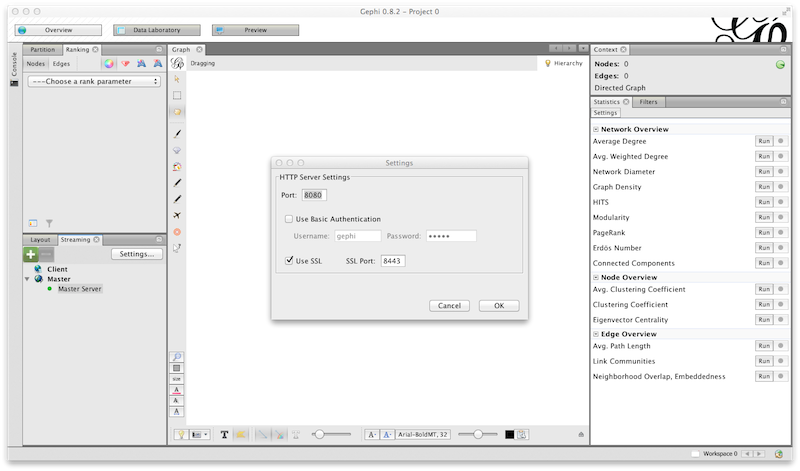 Gephi 0.8.2 – Project 0
Overview
Data Laboratory
Preview
Console
Partition
Ranking
Nodes
Edges
---Choose a rank parameter
Layout
Streaming
Settings...
Client
Master
Master Server
Graph
Dragging
Hierarchy
Settings
HTTP Server Settings
Port: 8080
Use Basic Authentication
Username: gephi Password: •••••
Use SSL SSL Port: 8443
Cancel OK
T
T
A- A- Arial-BoldMT, 32
Context
Nodes: 0
Edges: 0
Directed Graph
Statistics
Filters
Settings
Network Overview
Average Degree Run
Avg. Weighted Degree Run
Network Diameter Run
Graph Density Run
HITS Run
Modularity Run
PageRank Run
Erdös Number Run
Connected Components Run
Node Overview
Avg. Clustering Coefficient Run
Clustering Coefficient Run
Eigenvector Centrality Run
Edge Overview
Avg. Path Length Run
Link Communities Run
Neighborhood Overlap, Embeddedness Run
Workspace 0